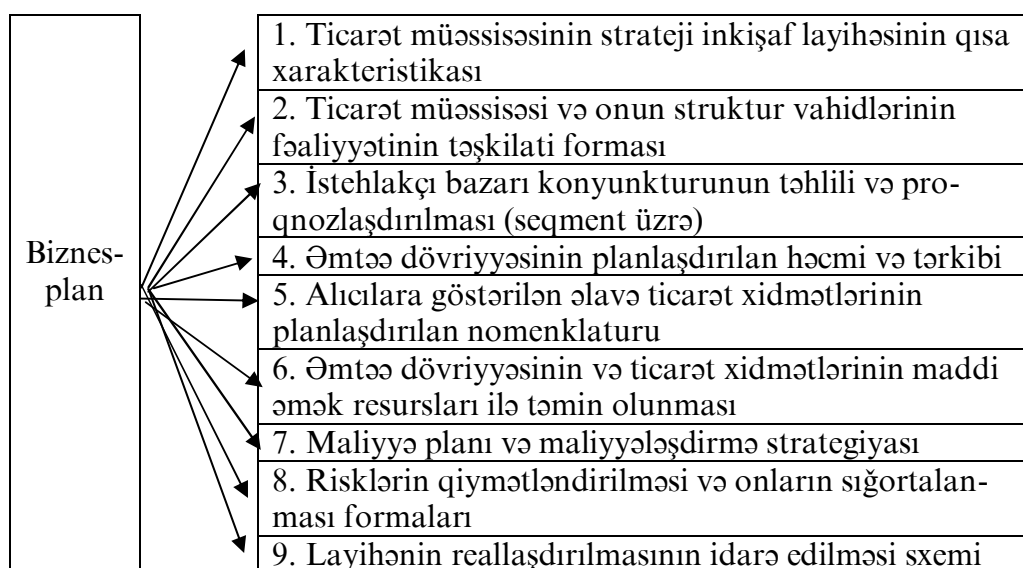 Biznes-
plan
1. Ticarət müəssisəsinin strateji inkişaf layihəsinin qısa
xarakteristikası
2. Ticarət müəssisəsi və onun struktur vahidlərinin
fəaliyyətinin təşkilati forması
3. İstehlakçı bazarı konyunkturunun təhlili və pro-
qnozlaşdırılması (seqment üzrə)
4. Əmtəə dövriyyəsinin planlaşdırılan həcmi və tərkibi
5. Alıcılara göstərilən əlavə ticarət xidmətlərinin
planlaşdırılan nomenklaturu
6. Əmtəə dövriyyəsinin və ticarət xidmətlərinin maddi
əmək resursları ilə təmin olunması
7. Maliyyə planı və maliyyələşdirmə strategiyası
8. Risklərin qiymətləndirilməsi və onların sığortalan-
ması formaları
9. Layihənin reallaşdırılmasının idarə edilməsi sxemi